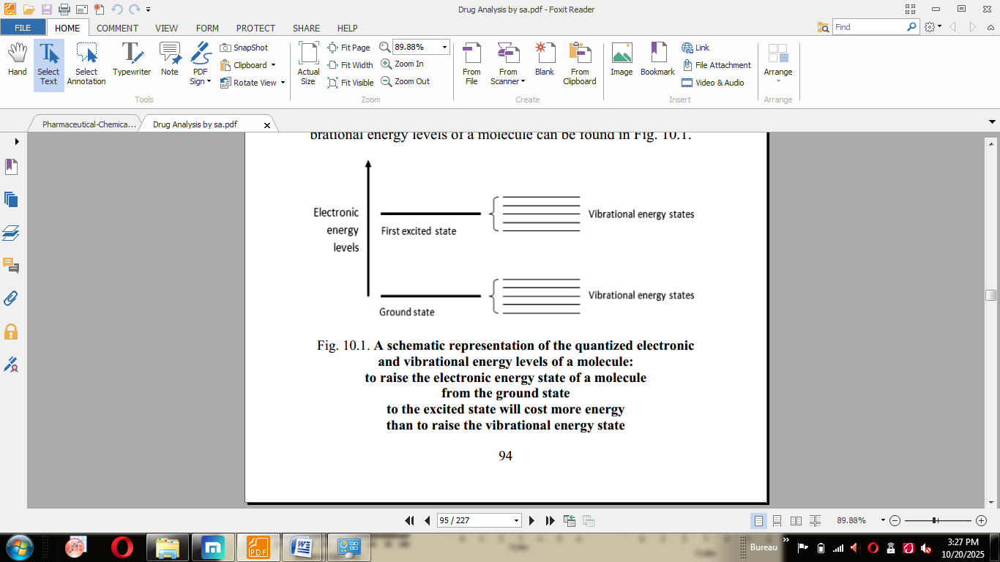 Drug Analysis by sa.pdf - Foxit Reader
FILE HOME COMMENT VIEW FORM PROTECT SHARE HELP
Find
Hand
Select Text
Select Annotation
Typewriter
Note
PDF Sign
SnapShot
Clipboard
Rotate View
Tools
Actual Size
Fit Page
Fit Width
Fit Visible
89.88%
Zoom In
Zoom Out
Zoom
From File
From Scanner
Blank
From Clipboard
Create
Image
Bookmark
Link
File Attachment
Video & Audio
Insert
Arrange
Arrange
Pharmaceutical-Chemica...
Drug Analysis by sa.pdf
brational energy levels of a molecule can be found in Fig. 10.1.
Electronic
energy
levels
First excited state
Vibrational energy states
Ground state
Vibrational energy states
Fig. 10.1. A schematic representation of the quantized electronic
and vibrational energy levels of a molecule:
to raise the electronic energy state of a molecule
from the ground state
to the excited state will cost more energy
than to raise the vibrational energy state
94
95 / 227
89.88%
PDF
Bureau
3:27 PM
10/20/2025